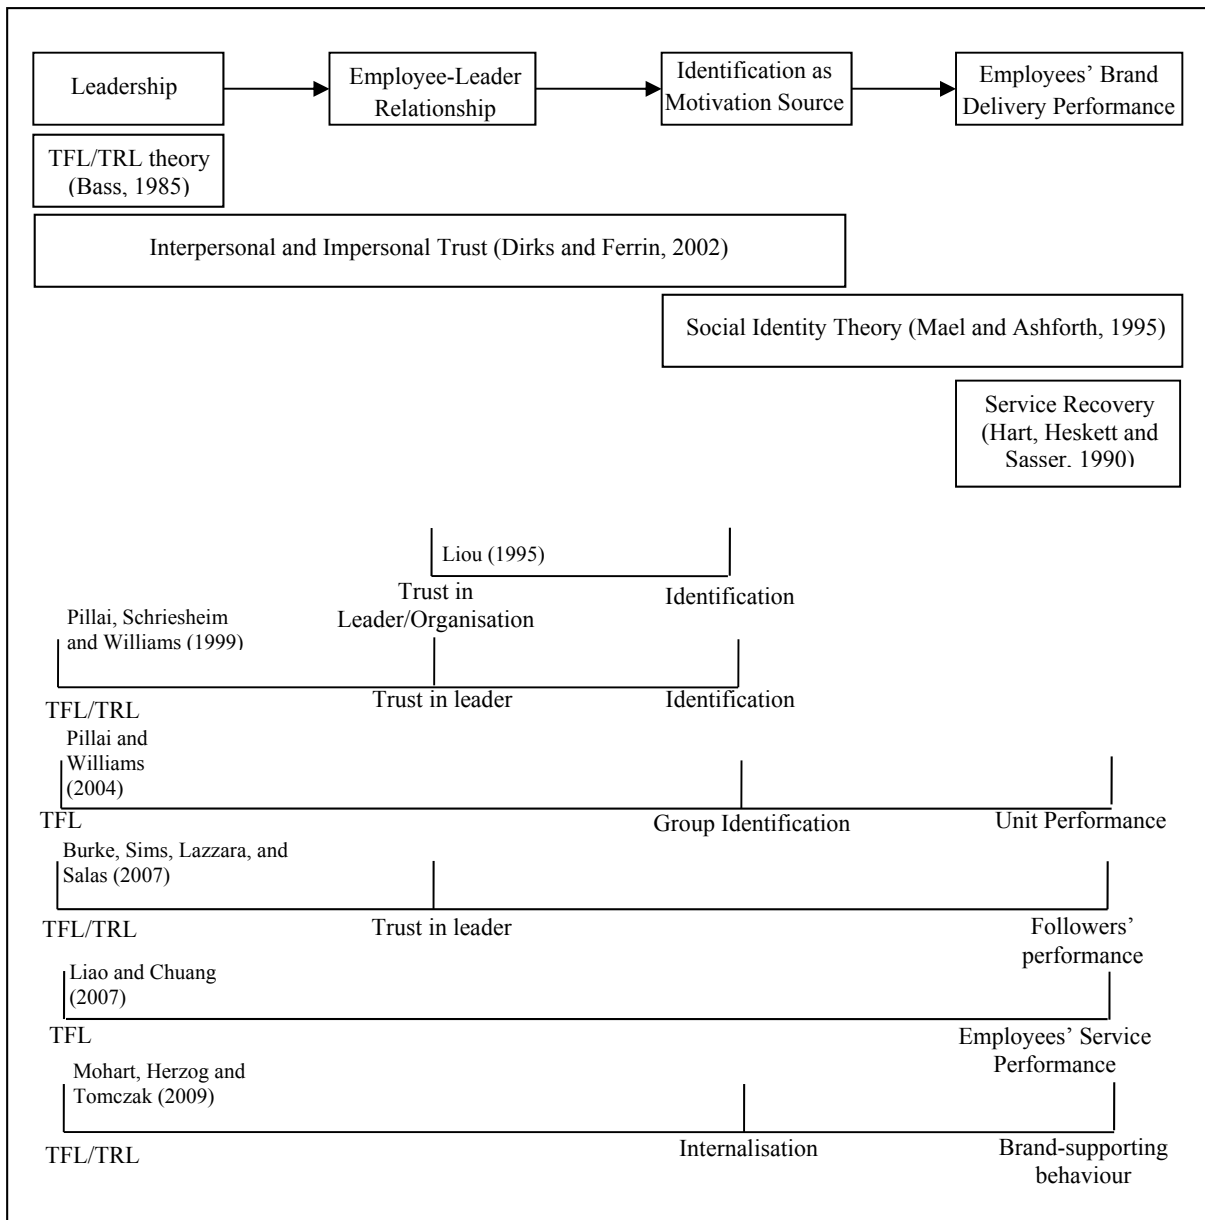 Leadership
Employee-Leader
Relationship
Identification as
Motivation Source
Employees’ Brand
Delivery Performance
TFL/TRL theory
(Bass, 1985)
Interpersonal and Impersonal Trust (Dirks and Ferrin, 2002)
Social Identity Theory (Mael and Ashforth, 1995)
Service Recovery
(Hart, Heskett and
Sasser, 1990)
Liou (1995)
Trust in
Leader/Organisation
Identification
Pillai, Schriesheim
and Williams (1999)
TFL/TRL
Trust in leader
Identification
Pillai and
Williams
(2004)
TFL
Group Identification
Unit Performance
Burke, Sims, Lazzara, and
Salas (2007)
TFL/TRL
Trust in leader
Followers’
performance
Liao and Chuang
(2007)
TFL
Employees’ Service
Performance
Mohart, Herzog and
Tomczak (2009)
TFL/TRL
Internalisation
Brand-supporting
behaviour